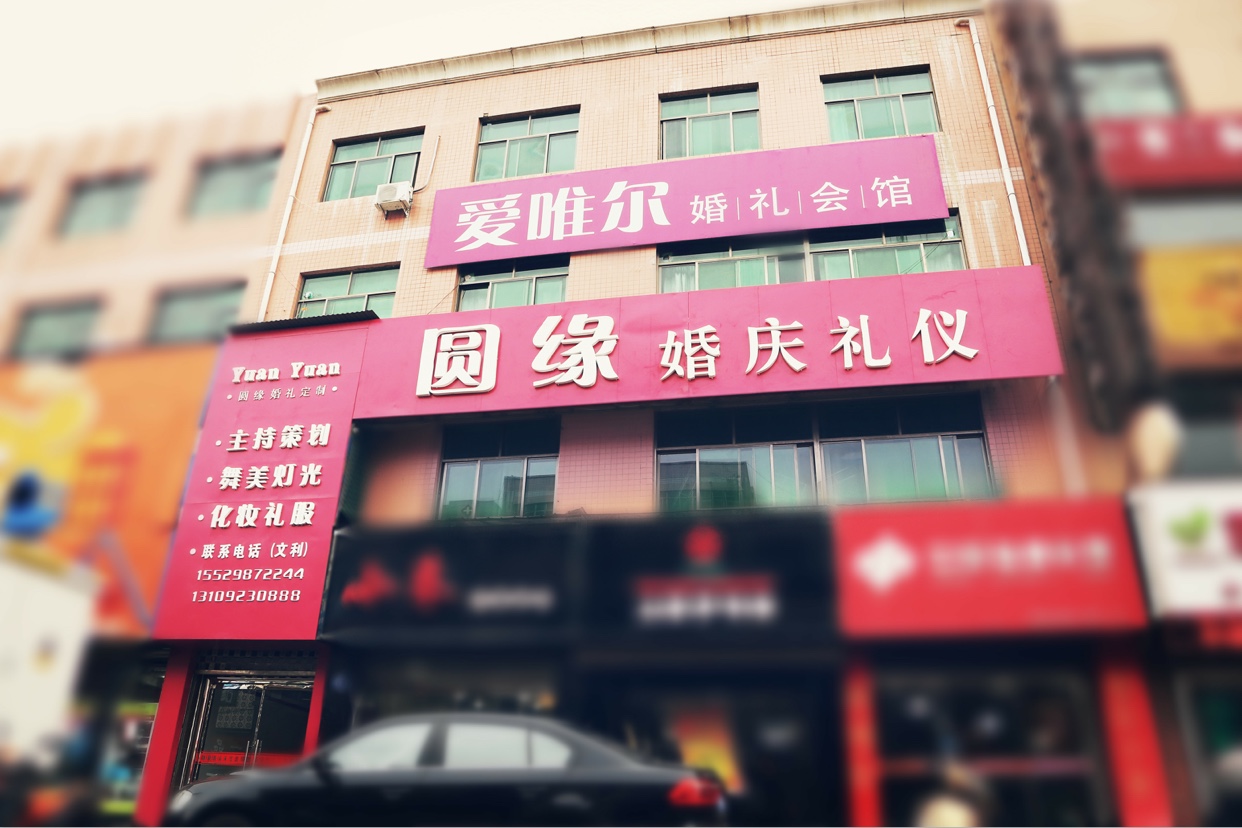 爱唯尔 婚|礼|会|馆
圆缘 婚庆礼仪
Yuan Yuan
•圆缘婚礼定制•
•主持策划
•舞美灯光
•化妆礼服
•联系电话(文利)
15529872244
13109230888